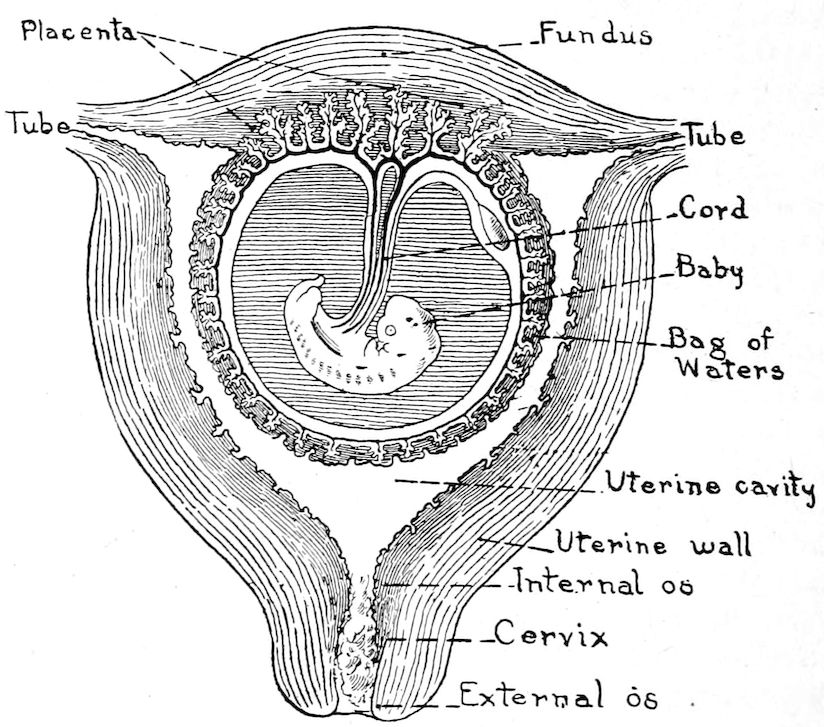 Placenta
Fundus
Tube
Tube
Cord
Baby
Bag of
Waters
Uterine cavity
Uterine wall
Internal os
Cervix
External os